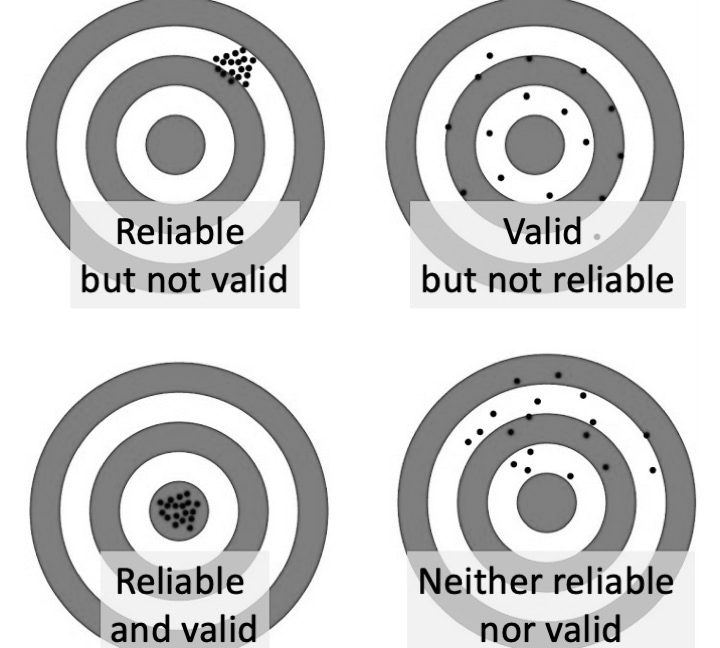 Reliable
but not valid
Valid
but not reliable
Reliable
and valid
Neither reliable
nor valid